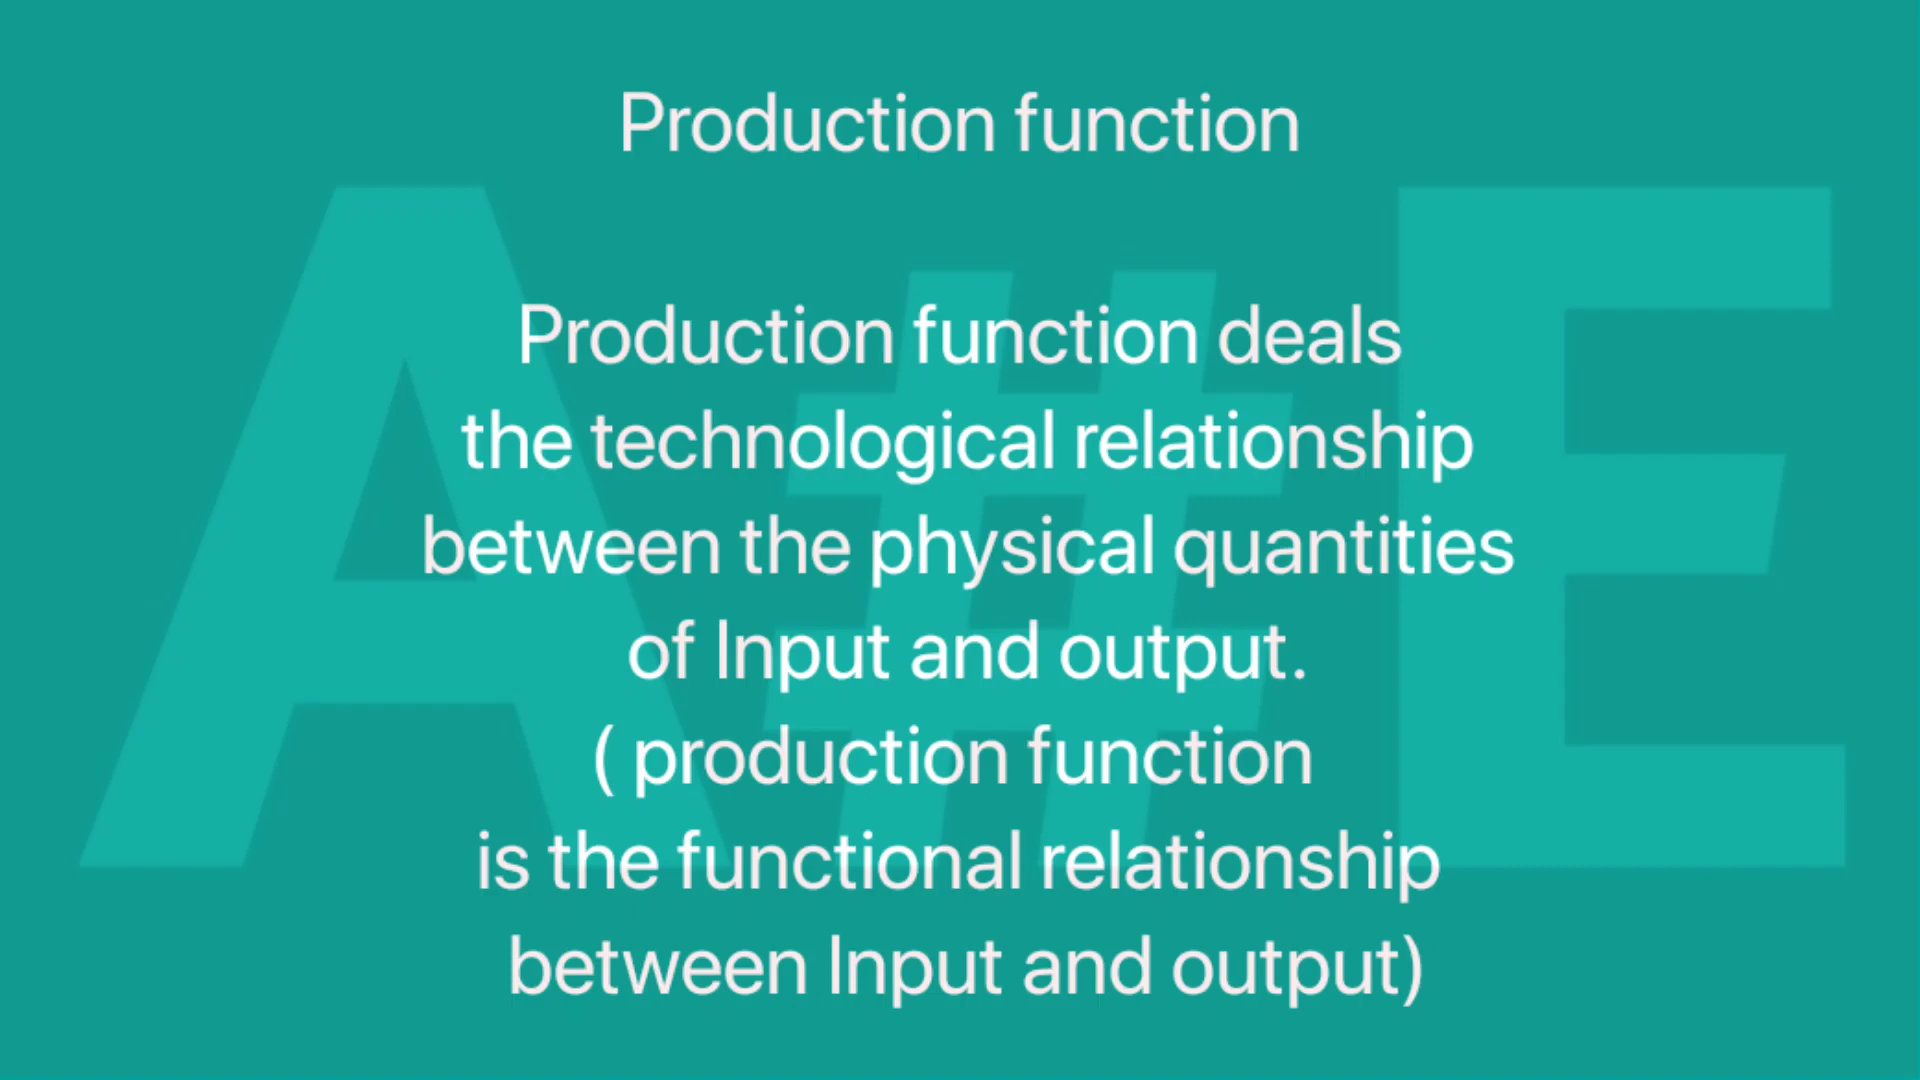 Production function
Production function deals
the technological relationship
between the physical quantities
of Input and output.
( production function
is the functional relationship
between Input and output)
A#E